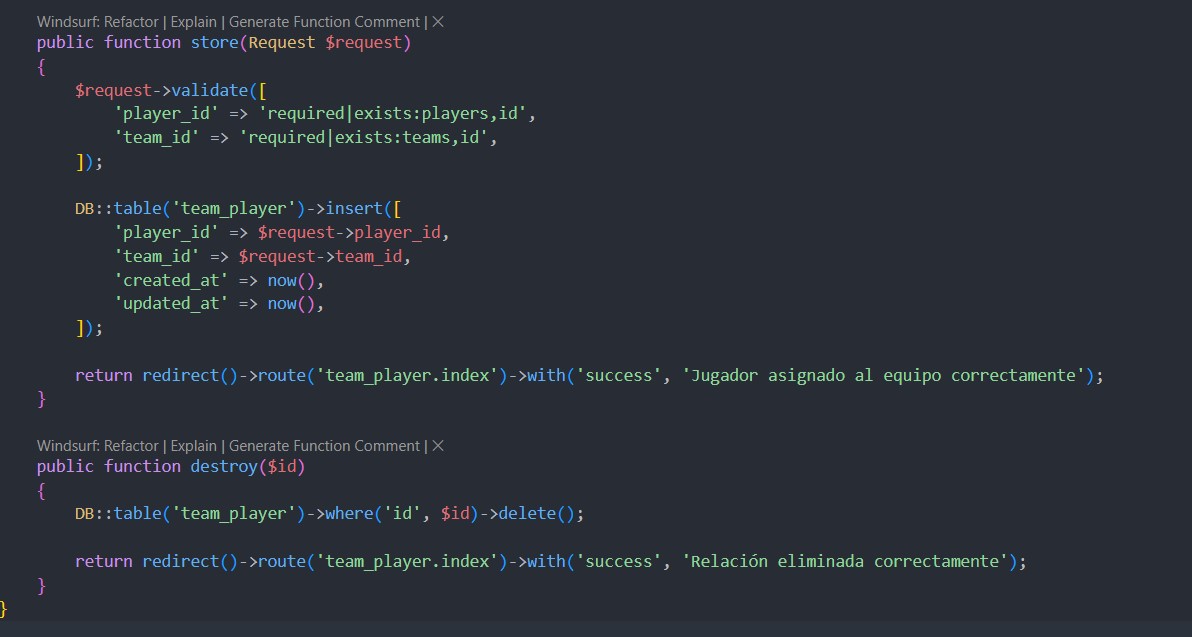 Windsurf: Refactor | Explain | Generate Function Comment | ×
public function store(Request $request)
{
    $request->validate([
        'player_id' => 'required|exists:players,id',
        'team_id' => 'required|exists:teams,id',
    ]);

    DB::table('team_player')->insert([
        'player_id' => $request->player_id,
        'team_id' => $request->team_id,
        'created_at' => now(),
        'updated_at' => now(),
    ]);

    return redirect()->route('team_player.index')->with('success', 'Jugador asignado al equipo correctamente');
}

Windsurf: Refactor | Explain | Generate Function Comment | ×
public function destroy($id)
{
    DB::table('team_player')->where('id', $id)->delete();

    return redirect()->route('team_player.index')->with('success', 'Relación eliminada correctamente');
}
}